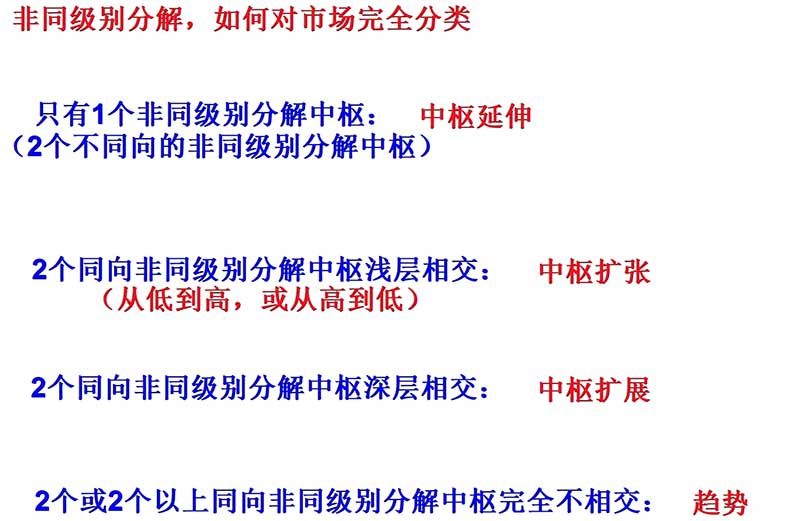 非同级别分解，如何对市场完全分类
只有1个非同级别分解中枢： 中枢延伸
（2个不同向的非同级别分解中枢）
2个同向非同级别分解中枢浅层相交： 中枢扩张
（从低到高，或从高到低）
2个同向非同级别分解中枢深层相交： 中枢扩展
2个或2个以上同向非同级别分解中枢完全不相交： 趋势